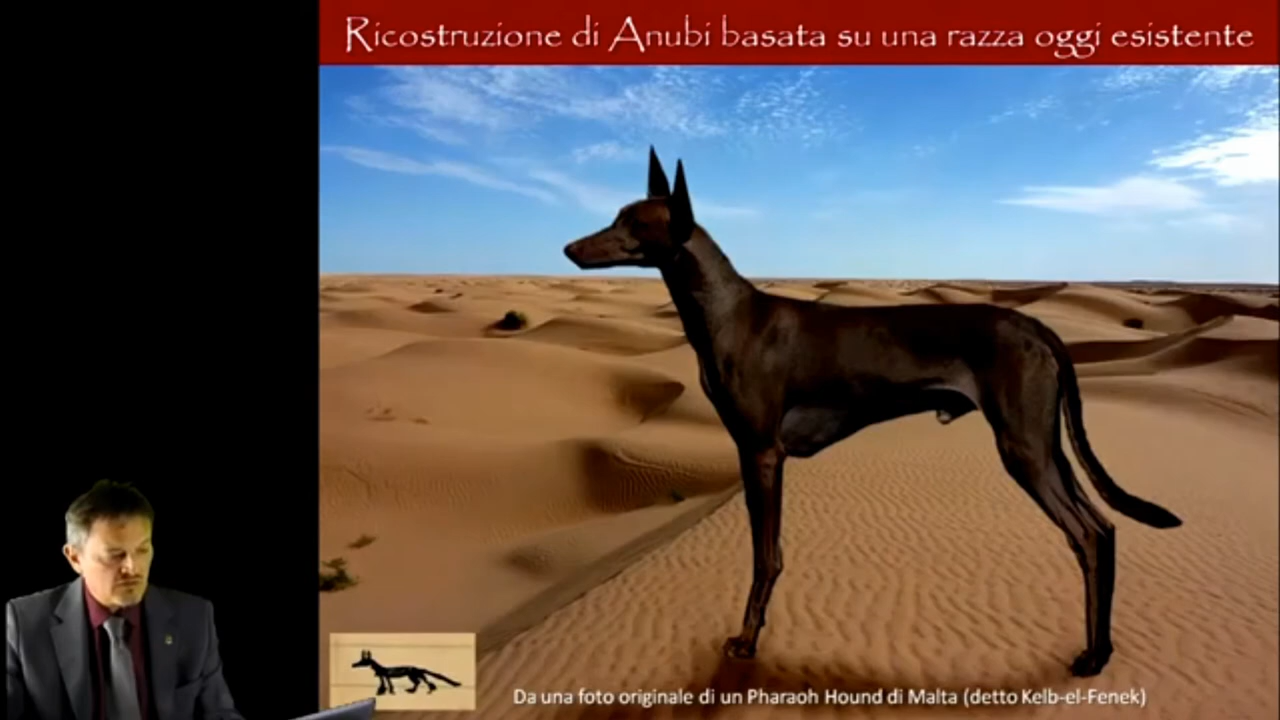 Ricostruzione di Anubi basata su una razza oggi esistente
Da una foto originale di un Pharaoh Hound di Malta (detto Kelb-el-Fenek)